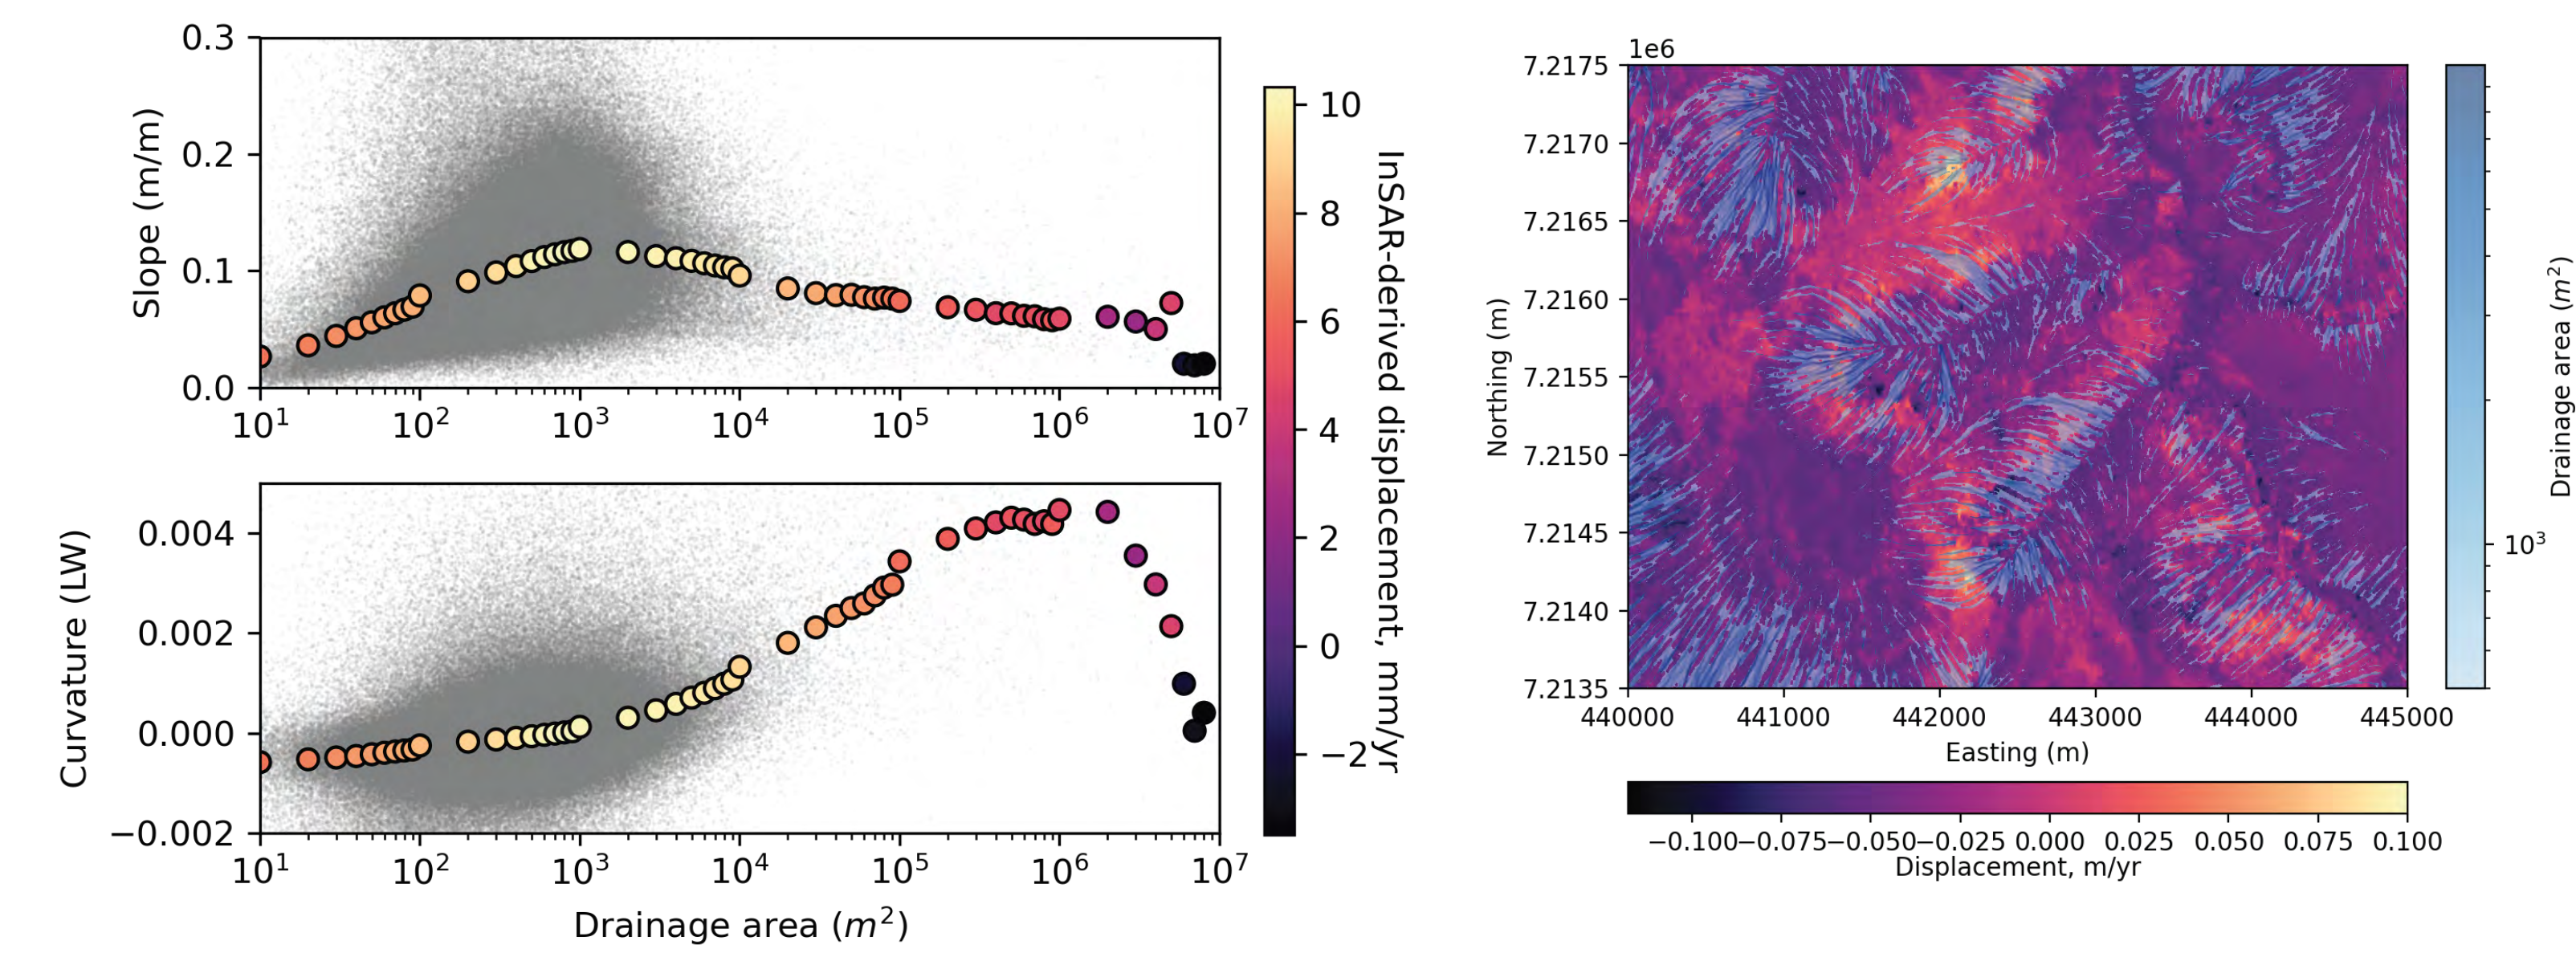 0.3
0.2
0.1
0.0
Slope (m/m)
10¹ 10² 10³ 10⁴ 10⁵ 10⁶ 10⁷
0.004
0.002
0.000
−0.002
Curvature (LW)
10¹ 10² 10³ 10⁴ 10⁵ 10⁶ 10⁷
Drainage area (m²)
10
8
6
4
2
0
−2
InSAR-derived displacement, mm/yr
1e6
7.2175
7.2170
7.2165
7.2160
7.2155
7.2150
7.2145
7.2140
7.2135
Northing (m)
440000 441000 442000 443000 444000 445000
Easting (m)
−0.100 −0.075 −0.050 −0.025 0.000 0.025 0.050 0.075 0.100
Displacement, m/yr
10³
Drainage area (m²)